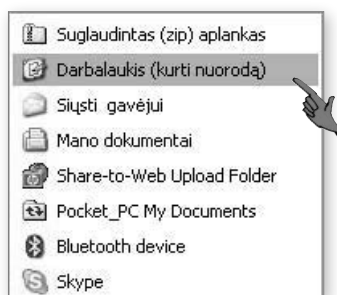 Suglaudintas (zip) aplankas
Darbalaukis (kurti nuorodą)
Siųsti gavėjui
Mano dokumentai
Share-to-Web Upload Folder
Pocket_PC My Documents
Bluetooth device
Skype